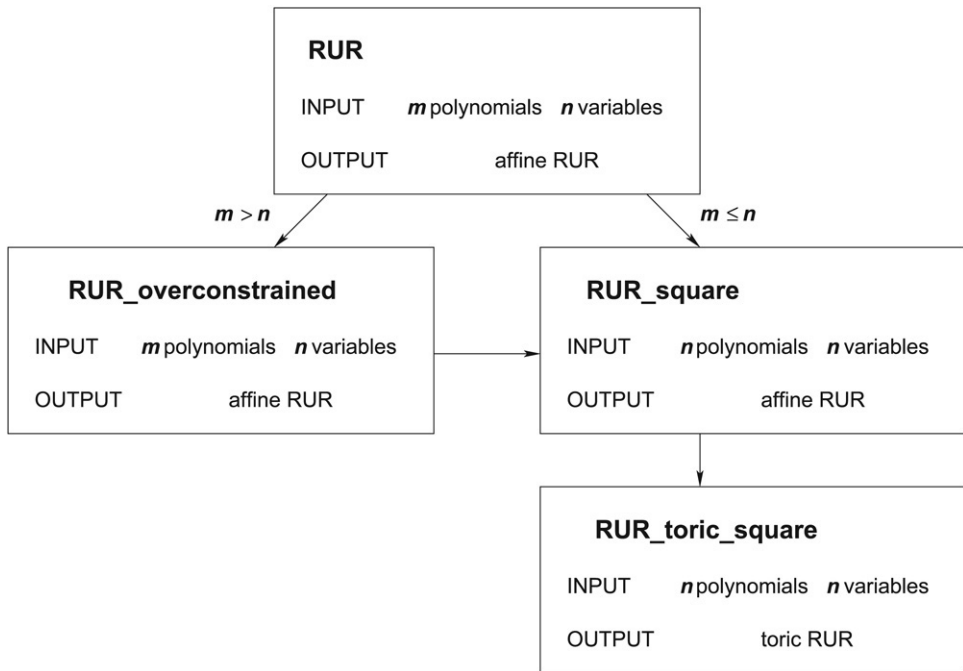 RUR
INPUT m polynomials n variables
OUTPUT affine RUR
m > n
m ≤ n
RUR_overconstrained
INPUT m polynomials n variables
OUTPUT affine RUR
RUR_square
INPUT n polynomials n variables
OUTPUT affine RUR
RUR_toric_square
INPUT n polynomials n variables
OUTPUT toric RUR